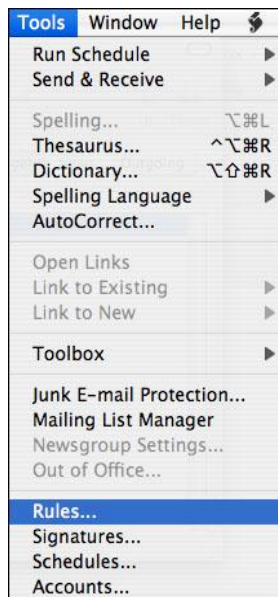 Tools Window Help
Run Schedule
Send & Receive
Spelling... ⌥⌘L
Thesaurus... ^⌥⌘R
Dictionary... ⌥⇧⌘R
Spelling Language
AutoCorrect...
Open Links
Link to Existing
Link to New
Toolbox
Junk E-mail Protection...
Mailing List Manager
Newsgroup Settings...
Out of Office...
Rules...
Signatures...
Schedules...
Accounts...